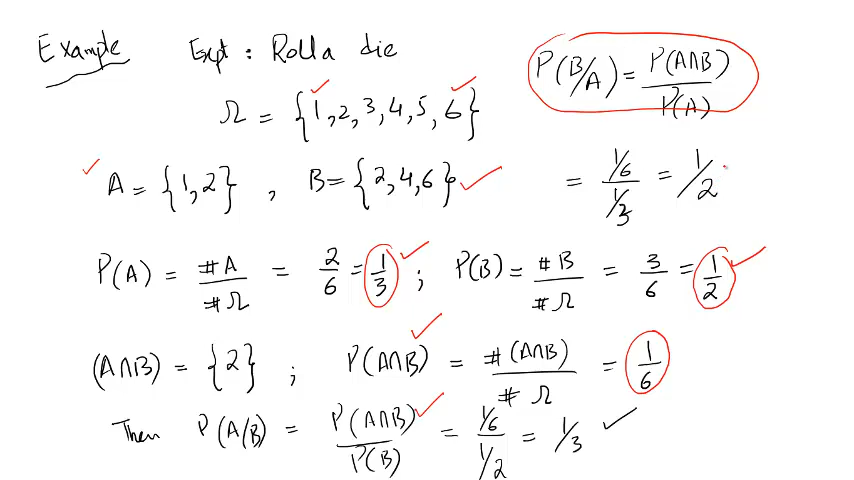 Example Expt : Roll a die
Ω = {1,2,3,4,5,6}
A = {1,2} , B = {2,4,6}
P(B/A) = P(A∩B)/P(A)
= 1/6 / 1/3 = 1/2
P(A) = #A/#Ω = 2/6 = 1/3 ; P(B) = #B/#Ω = 3/6 = 1/2
(A∩B) = {2} ; P(A∩B) = #(A∩B)/#Ω = 1/6
Then P(A/B) = P(A∩B)/P(B) = 1/6 / 1/2 = 1/3